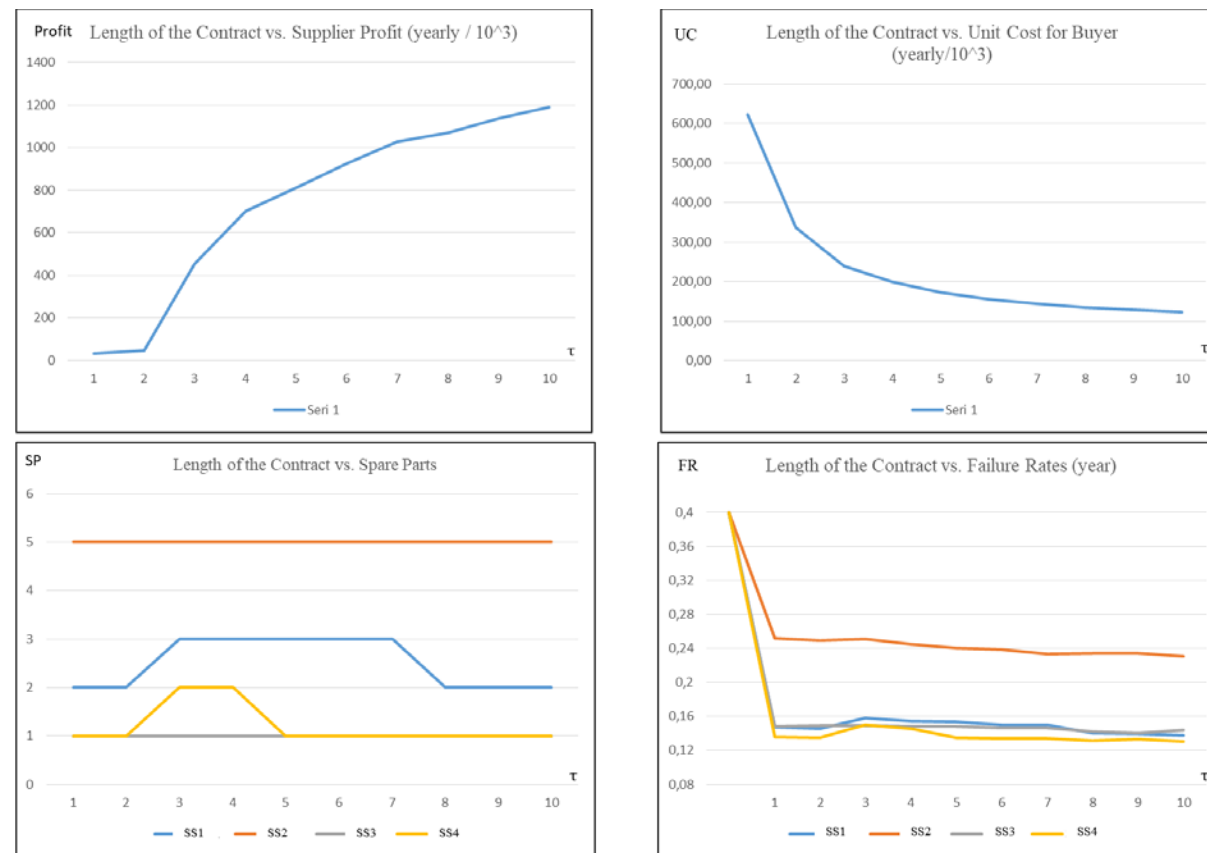 Profit
Length of the Contract vs. Supplier Profit (yearly / 10^3)
1400
1200
1000
800
600
400
200
0
τ
1 2 3 4 5 6 7 8 9 10
Seri 1
UC
Length of the Contract vs. Unit Cost for Buyer
(yearly/10^3)
700,00
600,00
500,00
400,00
300,00
200,00
100,00
0,00
τ
1 2 3 4 5 6 7 8 9 10
Seri 1
SP
Length of the Contract vs. Spare Parts
6
5
4
3
2
1
0
τ
1 2 3 4 5 6 7 8 9 10
SS1 SS2 SS3 SS4
FR
Length of the Contract vs. Failure Rates (year)
0,4
0,36
0,32
0,28
0,24
0,2
0,16
0,12
0,08
τ
1 2 3 4 5 6 7 8 9 10
SS1 SS2 SS3 SS4